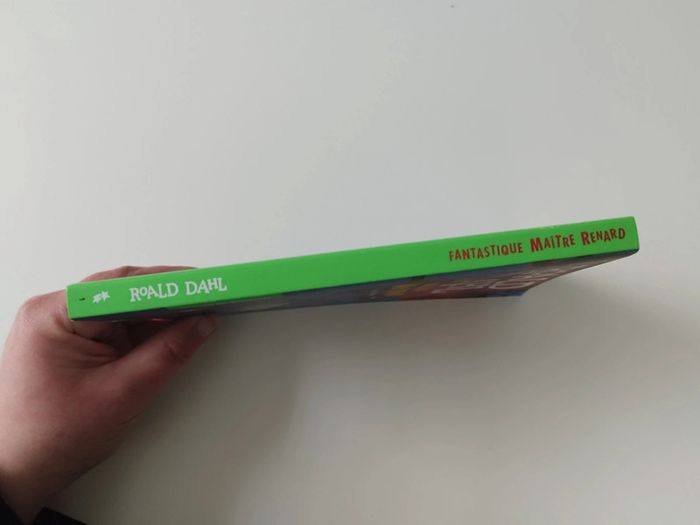 ROALD DAHL
FANTASTIQUE MAÎTRE RENARD